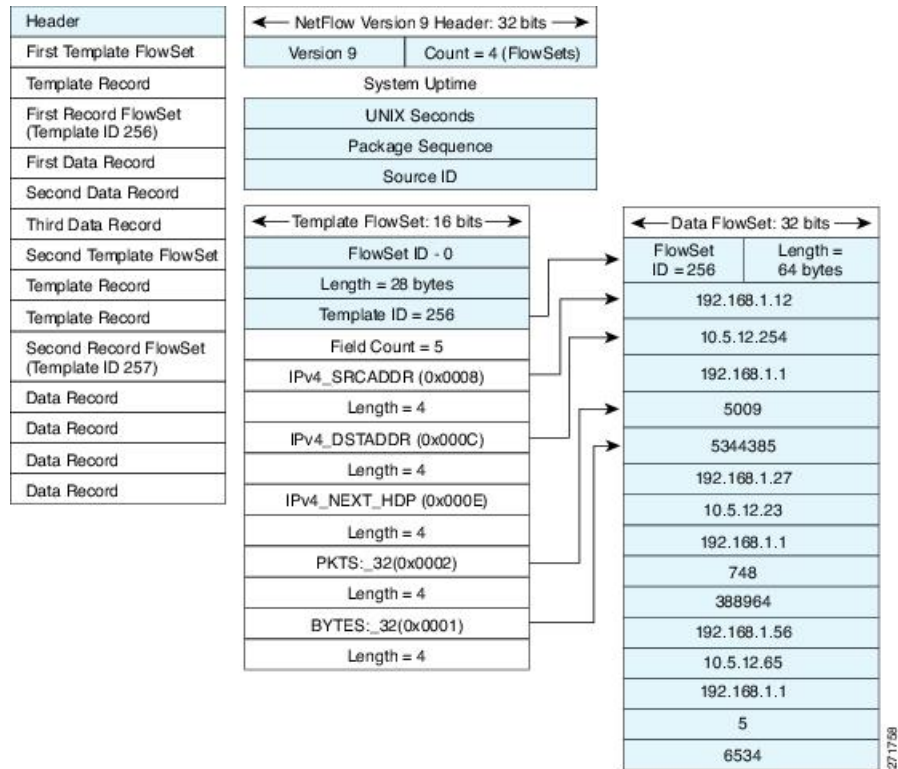 Header
First Template FlowSet
Template Record
First Record FlowSet
(Template ID 256)
First Data Record
Second Data Record
Third Data Record
Second Template FlowSet
Template Record
Template Record
Second Record FlowSet
(Template ID 257)
Data Record
Data Record
Data Record
Data Record
NetFlow Version 9 Header: 32 bits
Version 9
Count = 4 (FlowSets)
System Uptime
UNIX Seconds
Package Sequence
Source ID
Template FlowSet: 16 bits
FlowSet ID - 0
Length = 28 bytes
Template ID = 256
Field Count = 5
IPv4_SRCADDR (0x0008)
Length = 4
IPv4_DSTADDR (0x000C)
Length = 4
IPv4_NEXT_HDP (0x000E)
Length = 4
PKTS:_32(0x0002)
Length = 4
BYTES:_32(0x0001)
Length = 4
Data FlowSet: 32 bits
FlowSet
ID = 256
Length =
64 bytes
192.168.1.12
10.5.12.254
192.168.1.1
5009
5344385
192.168.1.27
10.5.12.23
192.168.1.1
748
388964
192.168.1.56
10.5.12.65
192.168.1.1
5
6534
271758